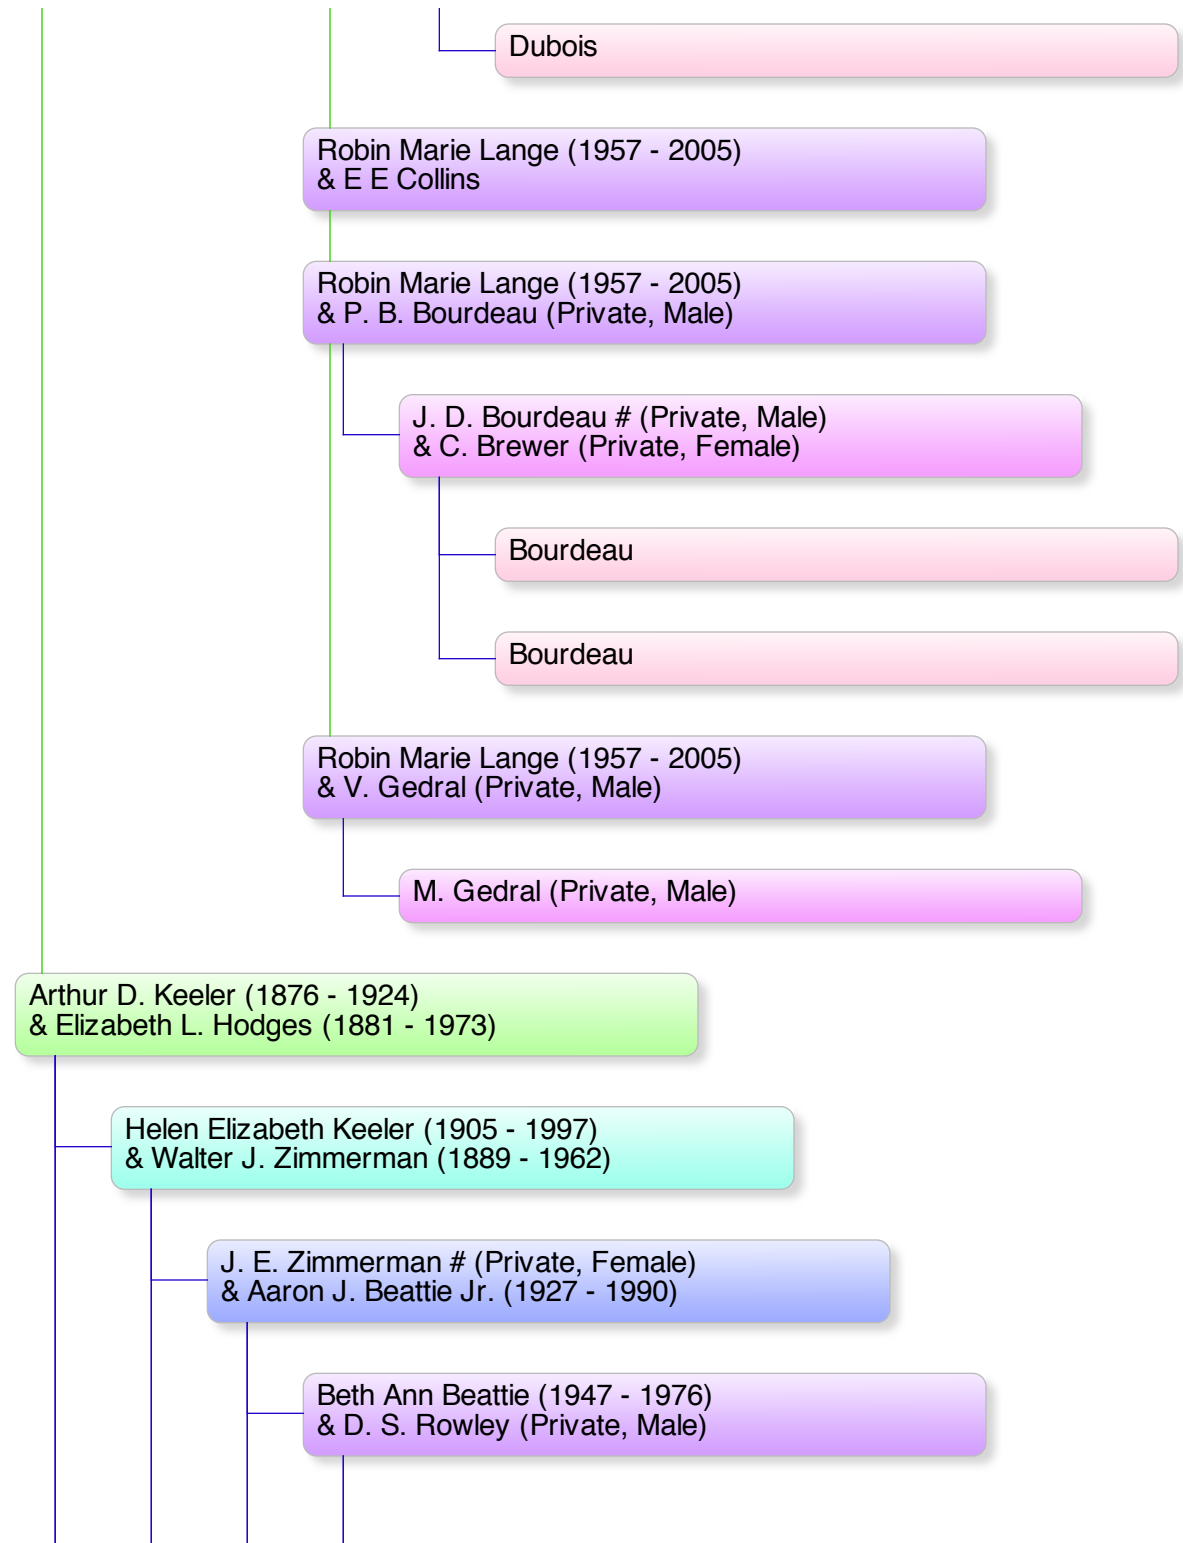 Dubois
Robin Marie Lange (1957 - 2005)
& E E Collins
Robin Marie Lange (1957 - 2005)
& P. B. Bourdeau (Private, Male)
J. D. Bourdeau # (Private, Male)
& C. Brewer (Private, Female)
Bourdeau
Bourdeau
Robin Marie Lange (1957 - 2005)
& V. Gedral (Private, Male)
M. Gedral (Private, Male)
Arthur D. Keeler (1876 - 1924)
& Elizabeth L. Hodges (1881 - 1973)
Helen Elizabeth Keeler (1905 - 1997)
& Walter J. Zimmerman (1889 - 1962)
J. E. Zimmerman # (Private, Female)
& Aaron J. Beattie Jr. (1927 - 1990)
Beth Ann Beattie (1947 - 1976)
& D. S. Rowley (Private, Male)